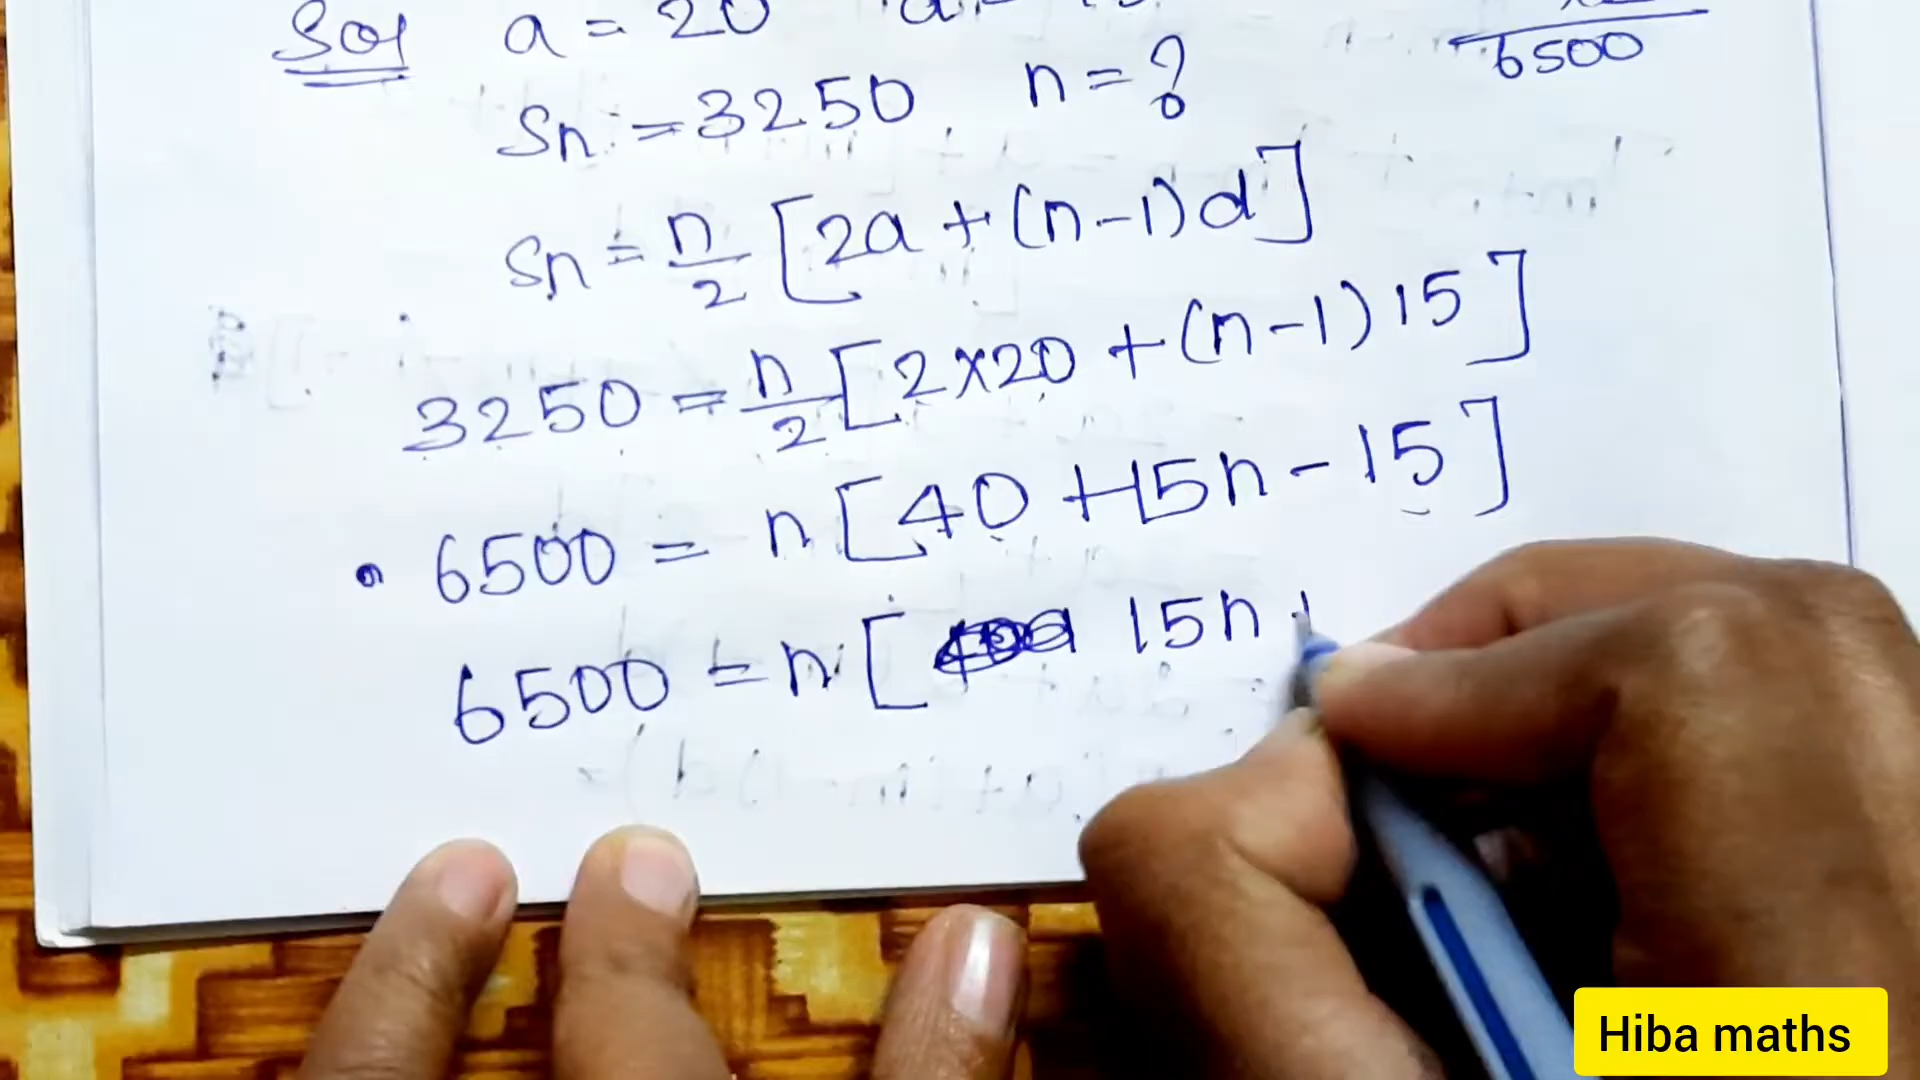 Sol a = 20
6500
Sn = 3250 n = ?
Sn = n/2 [2a + (n-1)d]
3250 = n/2 [2×20 + (n-1)15]
6500 = n [40 + 15n - 15]
6500 = n [ 15n
Hiba maths